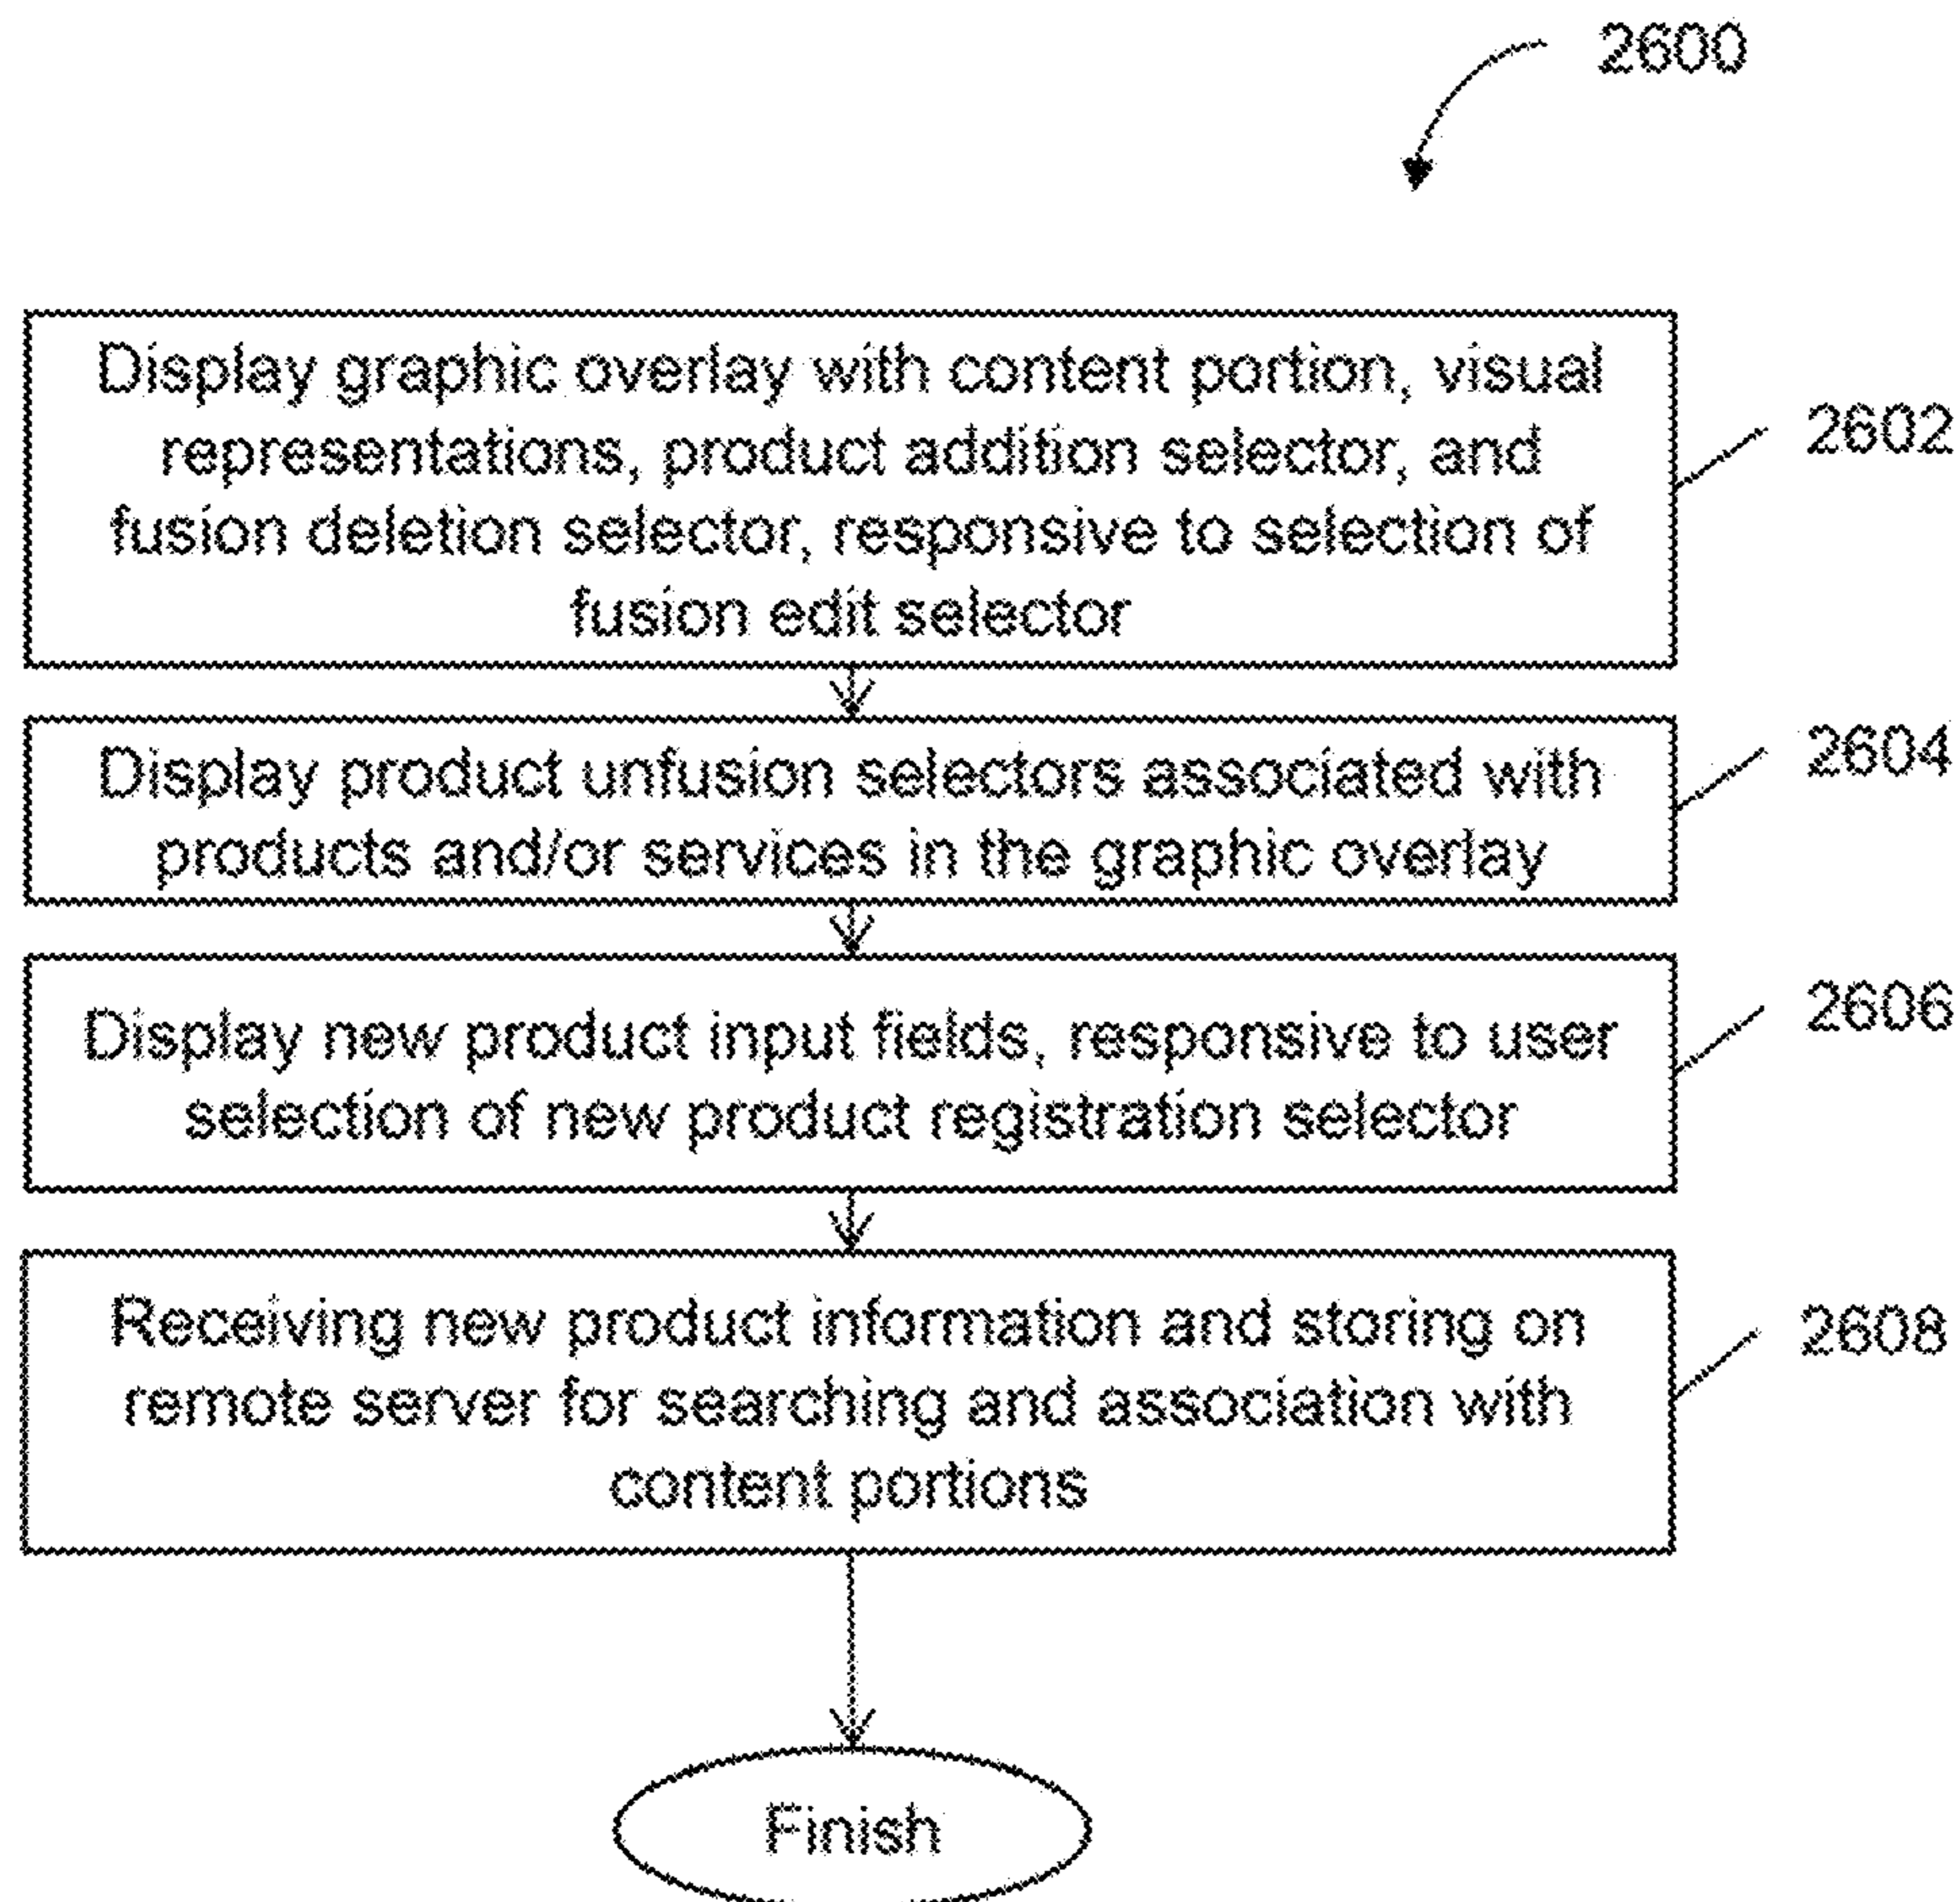 2600
Display graphic overlay with content portion, visual
representations, product addition selector, and
fusion deletion selector, responsive to selection of
fusion edit selector
2602
Display product unfusion selectors associated with
products and/or services in the graphic overlay
2604
Display new product input fields, responsive to user
selection of new product registration selector
2606
Receiving new product information and storing on
remote server for searching and association with
content portions
2608
Finish